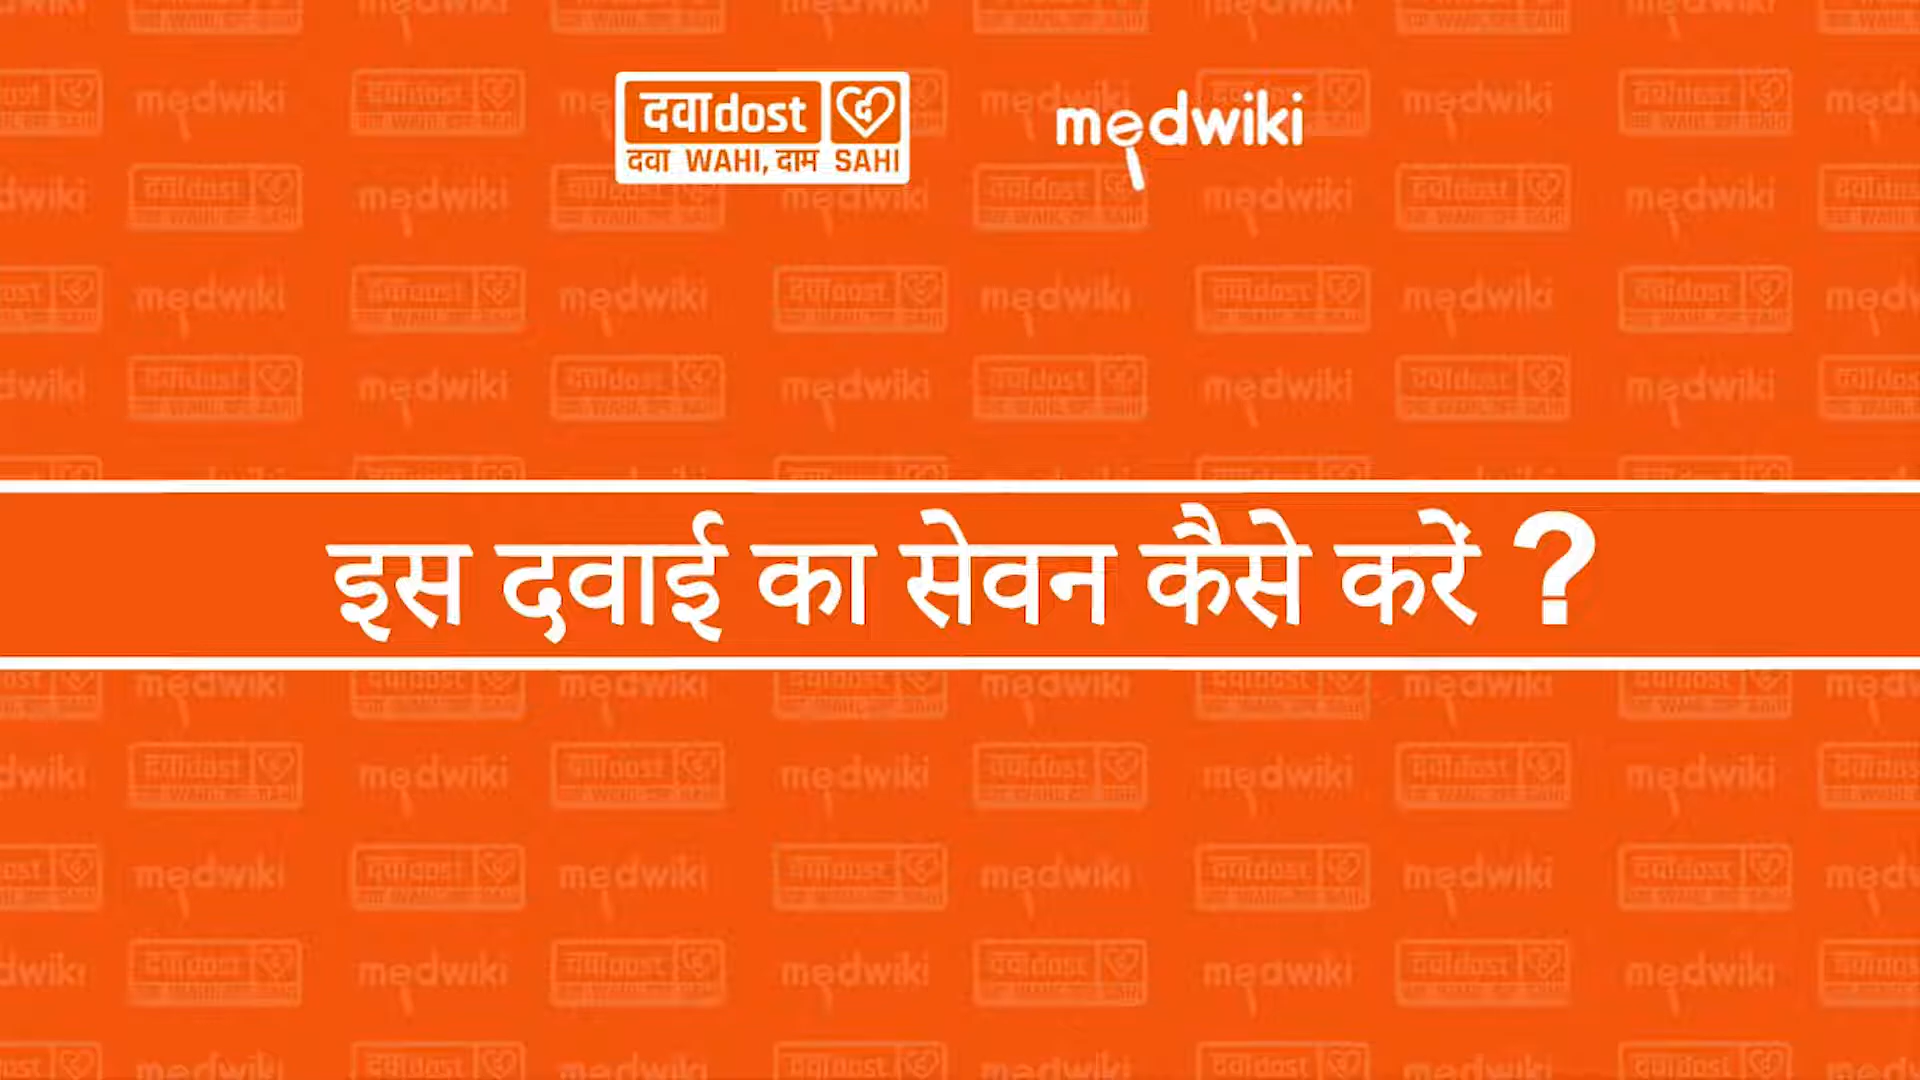 दवाdost
दवा WAHI, दाम SAHI
medwiki
इस दवाई का सेवन कैसे करें ?